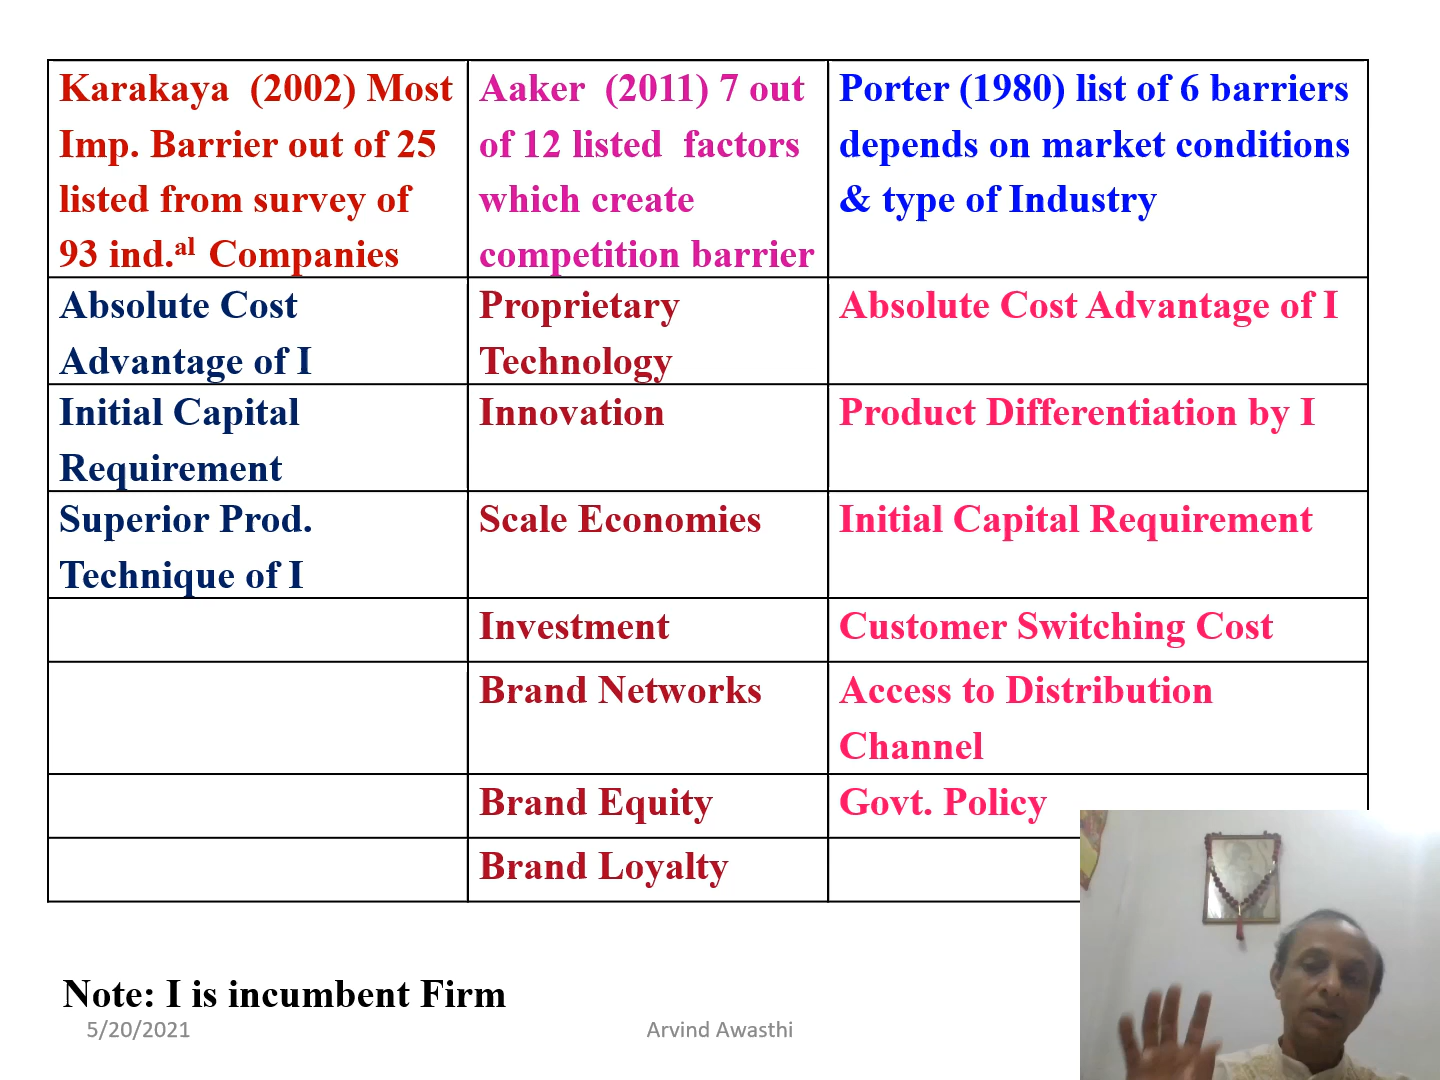 Karakaya (2002) Most
Imp. Barrier out of 25
listed from survey of
93 ind.al Companies
Aaker (2011) 7 out
of 12 listed factors
which create
competition barrier
Porter (1980) list of 6 barriers
depends on market conditions
& type of Industry
Absolute Cost
Advantage of I
Proprietary
Technology
Absolute Cost Advantage of I
Initial Capital
Requirement
Innovation
Product Differentiation by I
Superior Prod.
Technique of I
Scale Economies
Initial Capital Requirement
Investment
Customer Switching Cost
Brand Networks
Access to Distribution
Channel
Brand Equity
Govt. Policy
Brand Loyalty
Note: I is incumbent Firm
5/20/2021
Arvind Awasthi